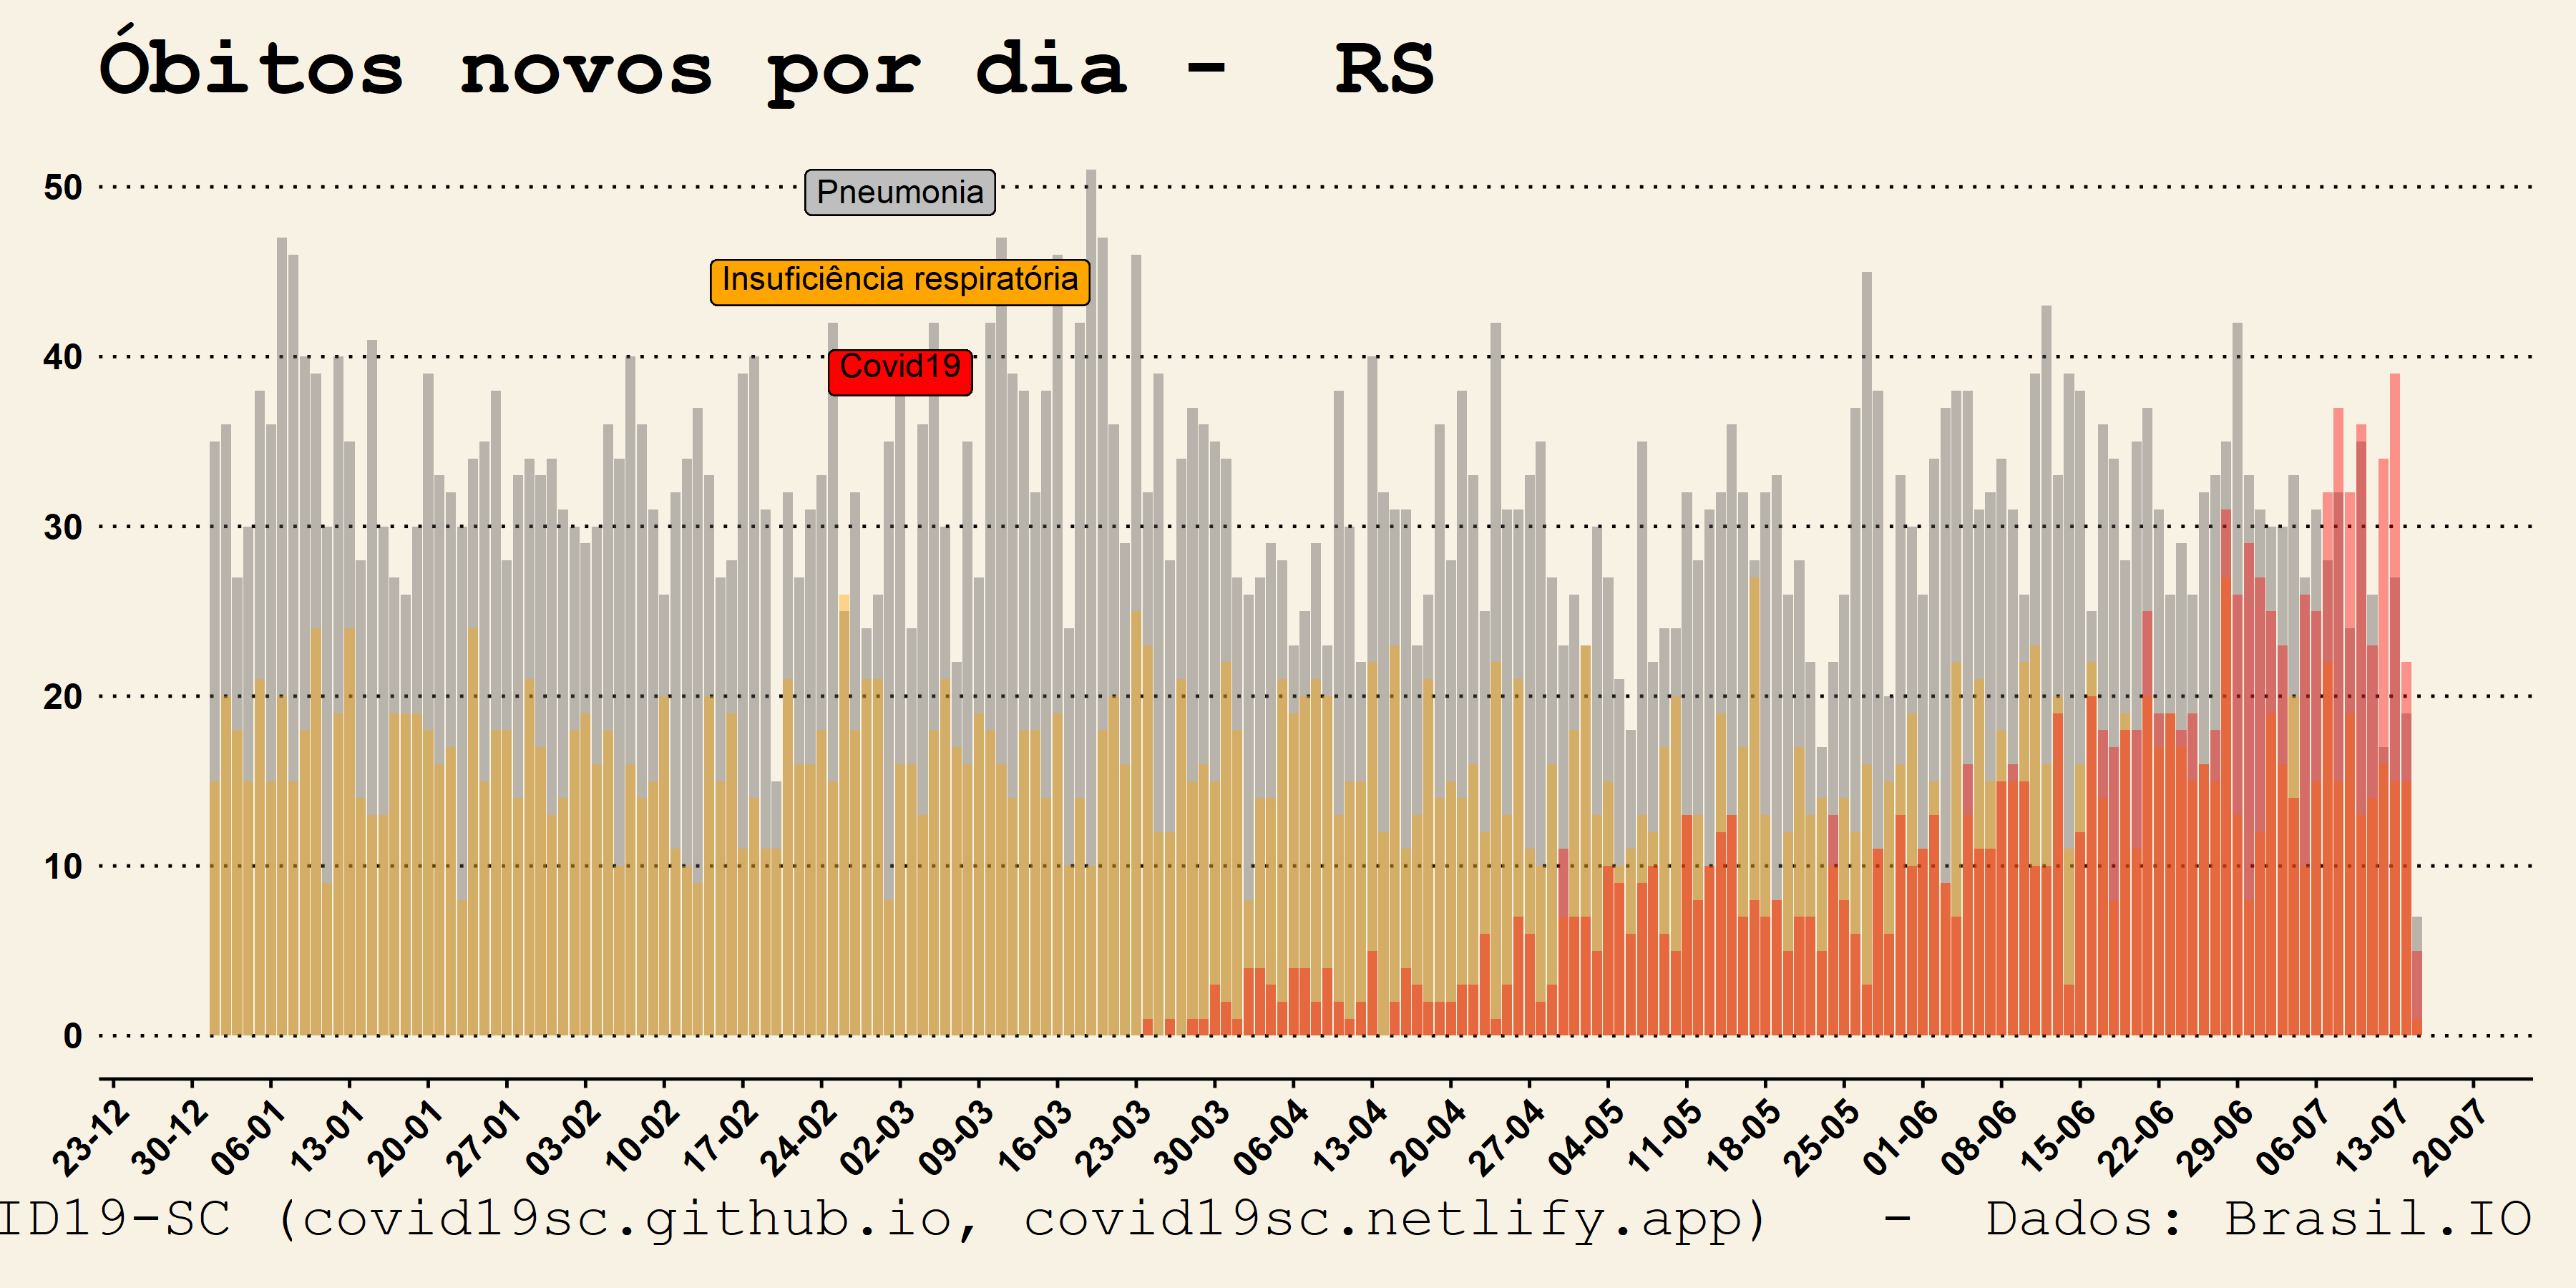 Óbitos novos por dia - RS
50
Pneumonia
Insuficiência respiratória
40
Covid19
30
20
10
0
23-12 30-12 06-01 13-01 20-01 27-01 03-02 10-02 17-02 24-02 02-03 09-03 16-03 23-03 30-03 06-04 13-04 20-04 27-04 04-05 11-05 18-05 25-05 01-06 08-06 15-06 22-06 29-06 06-07 13-07 20-07
ID19-SC (covid19sc.github.io, covid19sc.netlify.app) - Dados: Brasil.IO